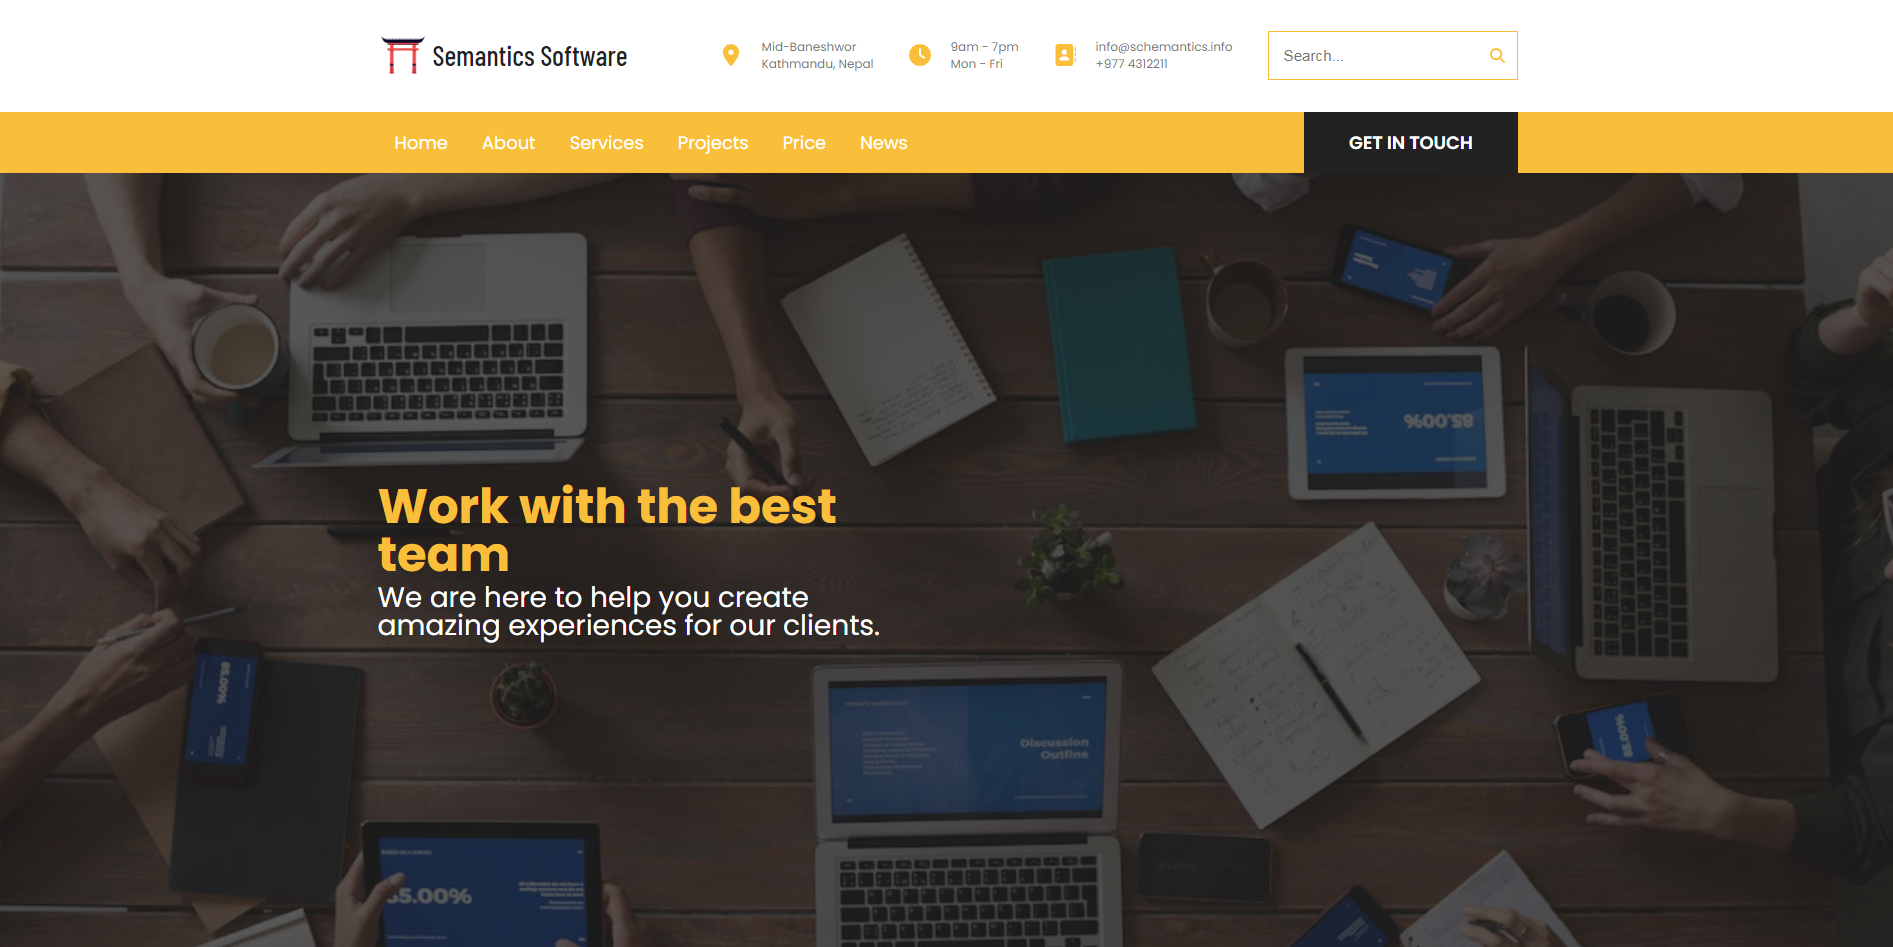 Semantics Software
Mid-Baneshwor
Kathmandu, Nepal
9am - 7pm
Mon - Fri
info@schemantics.info
+977 4312211
Search...
Home
About
Services
Projects
Price
News
GET IN TOUCH
85.00%
Work with the best
team
We are here to help you create
amazing experiences for our clients.
85.00%
Discussion
Outline
85.00%